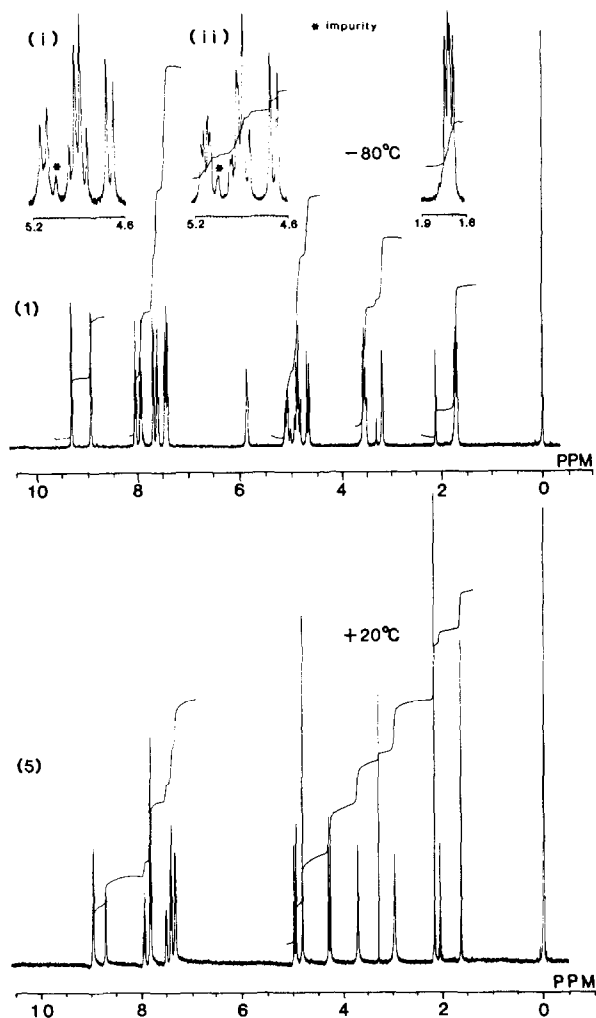 (i) (ii) * impurity
-80°C
*
*
5.2 4.6 5.2 4.6 1.9 1.6
(1)
10 8 6 4 2 0 PPM
+20°C
(5)
10 8 6 4 2 0 PPM